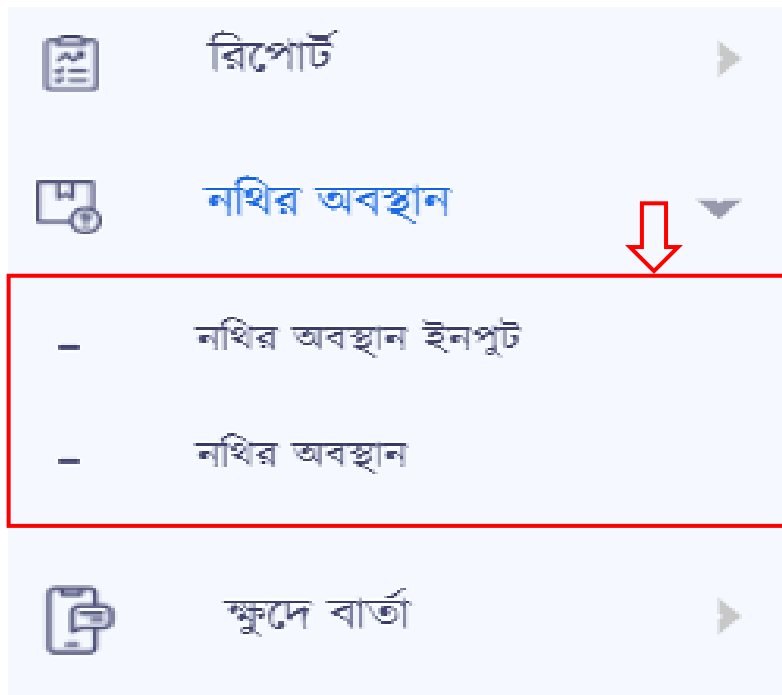 রিপোর্ট
নথির অবস্থান
- নথির অবস্থান ইনপুট
- নথির অবস্থান
ক্ষুদে বার্তা